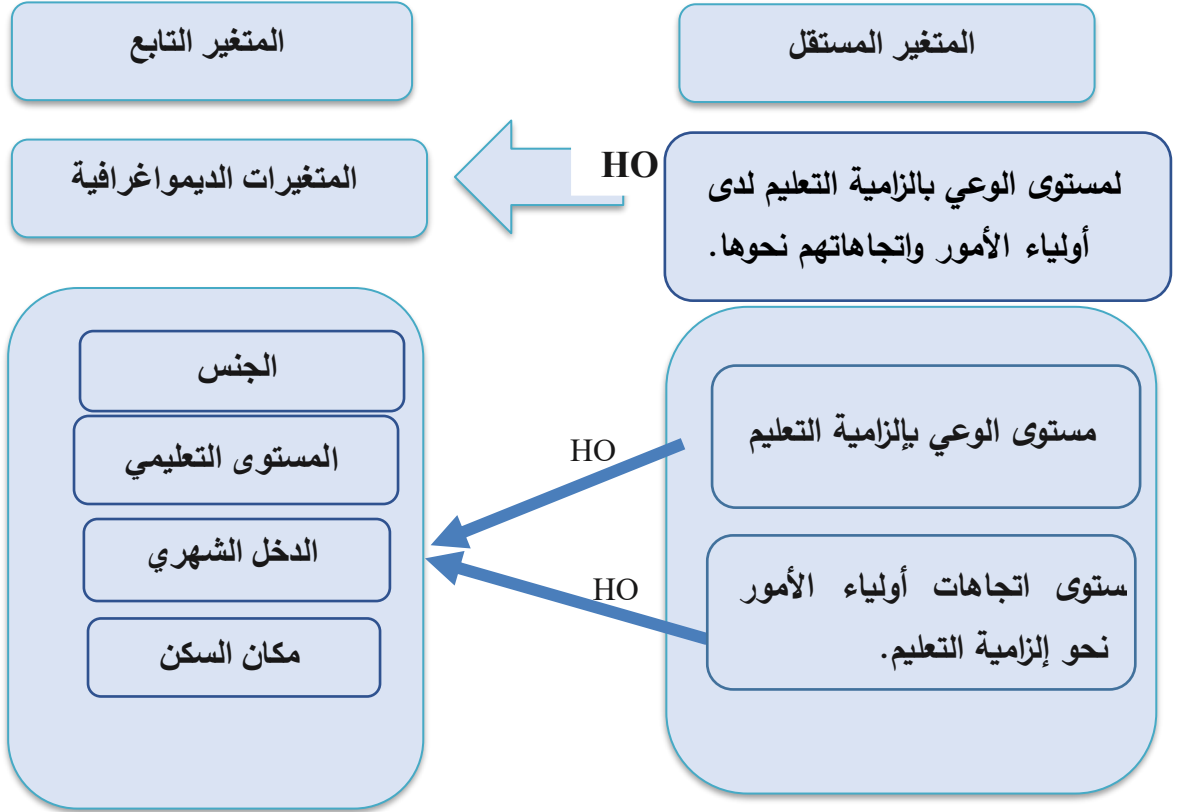 المتغير المستقل
المتغير التابع
لمستوى الوعي بالزامية التعليم لدى
أولياء الأمور واتجاهاتهم نحوها.
HO
المتغيرات الديمواغرافية
مستوى الوعي بإلزامية التعليم
ستوى اتجاهات أولياء الأمور
نحو إلزامية التعليم.
HO
HO
الجنس
المستوى التعليمي
الدخل الشهري
مكان السكن